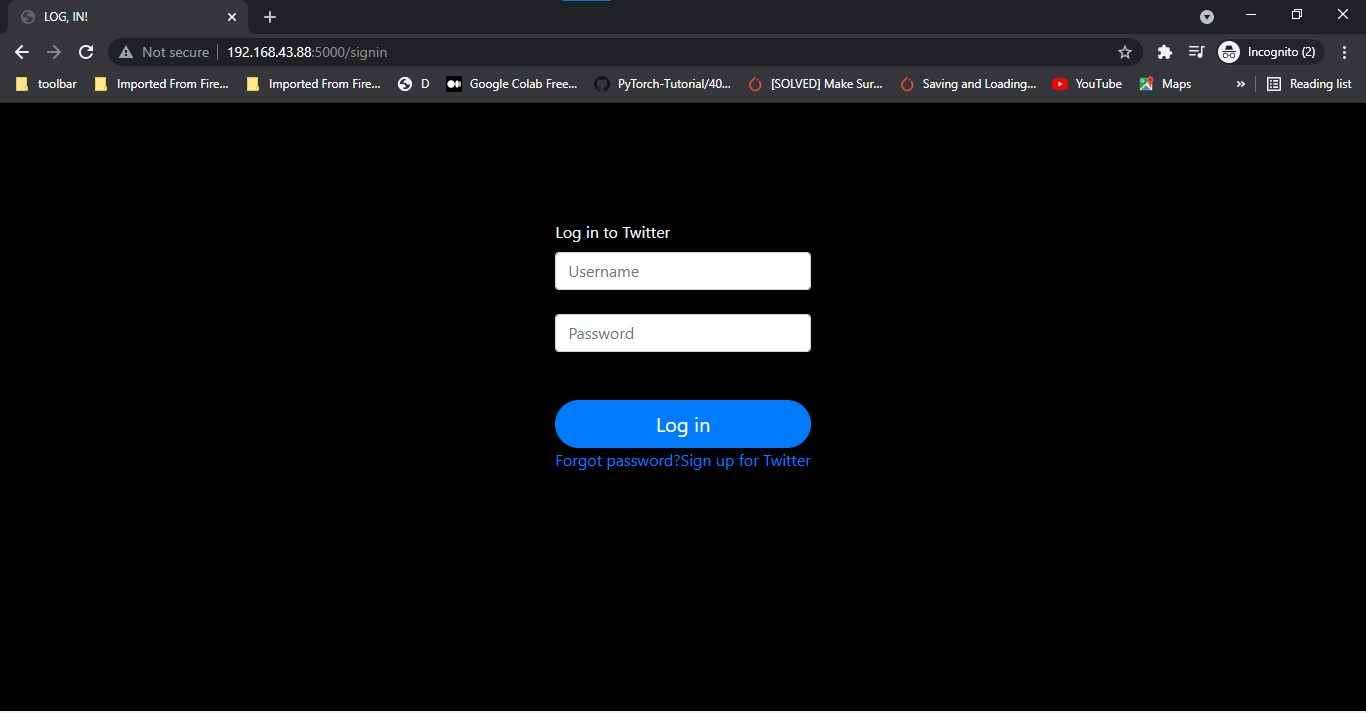 LOG, IN!
Not secure 192.168.43.88:5000/signin Incognito (2)
toolbar Imported From Fire... Imported From Fire... D Google Colab Free... PyTorch-Tutorial/40... [SOLVED] Make Sur... Saving and Loading... YouTube Maps » Reading list
Log in to Twitter
Username
Password
Log in
Forgot password?Sign up for Twitter